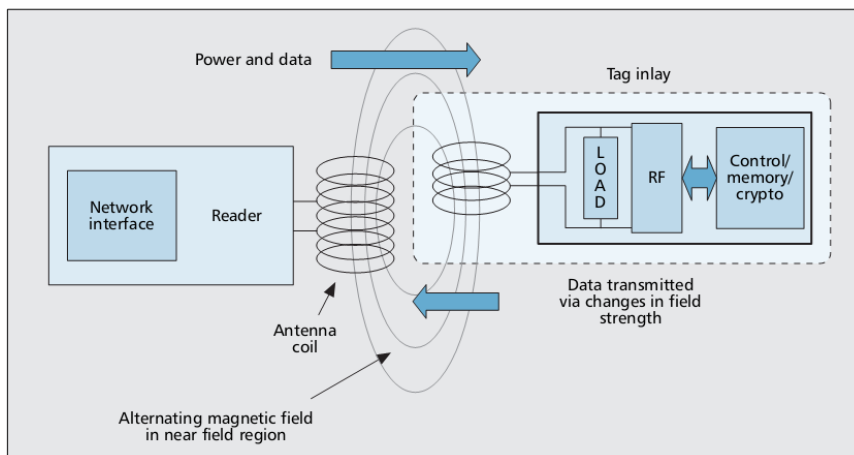 Power and data
Tag inlay
Network
interface
Reader
L
O
A
D
RF
Control/
memory/
crypto
Antenna
coil
Data transmitted
via changes in field
strength
Alternating magnetic field
in near field region